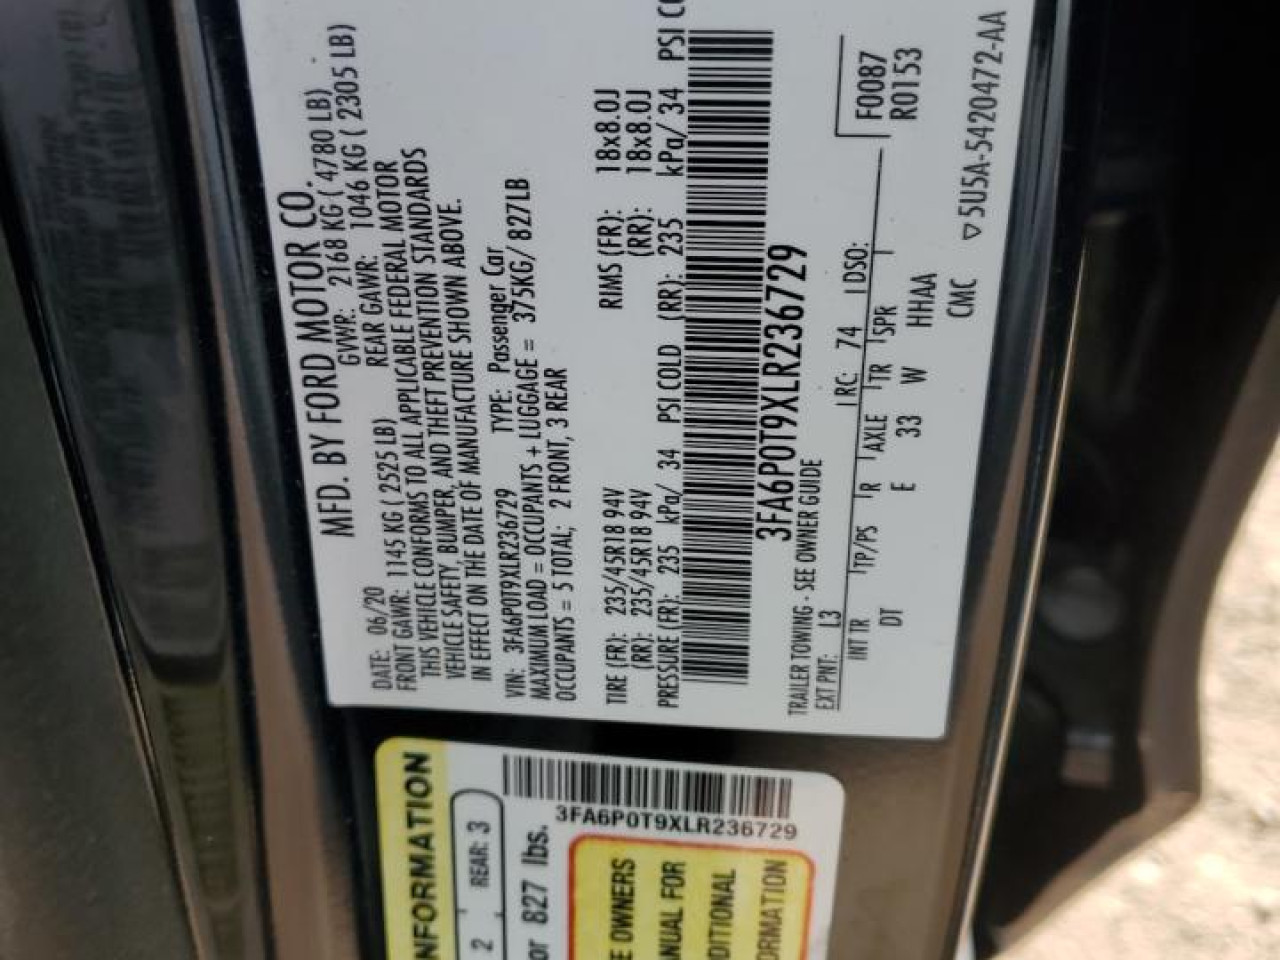 MFD. BY FORD MOTOR CO.
DATE: 06/20 GVWR: 2168 KG ( 4780 LB)
FRONT GAWR: 1145 KG ( 2525 LB) REAR GAWR: 1046 KG ( 2305 LB)
THIS VEHICLE CONFORMS TO ALL APPLICABLE FEDERAL MOTOR
VEHICLE SAFETY, BUMPER, AND THEFT PREVENTION STANDARDS
IN EFFECT ON THE DATE OF MANUFACTURE SHOWN ABOVE.
VIN: 3FA6P0T9XLR236729 TYPE: Passenger Car
MAXIMUM LOAD = OCCUPANTS + LUGGAGE = 375KG/ 827LB
OCCUPANTS = 5 TOTAL; 2 FRONT, 3 REAR
TIRE (FR): 235/45R18 94V RIMS (FR): 18x8.0J
(RR): 235/45R18 94V (RR): 18x8.0J
PRESSURE (FR): 235 kPa/ 34 PSI COLD (RR): 235 kPa/ 34 PSI CO
3FA6P0T9XLR236729
TRAILER TOWING - SEE OWNER GUIDE
EXT PNT: L3 RC: 74 DSO:
F0087
R0153
INT TR TP/PS R AXLE TR SPR
DT E 33 W HHAA
CMC
▽ 5U5A-5420472-AA
NFORMATION
2 REAR: 3
or 827 lbs.
3FA6P0T9XLR236729
E OWNERS
ANUAL FOR
DDITIONAL
ORMATION